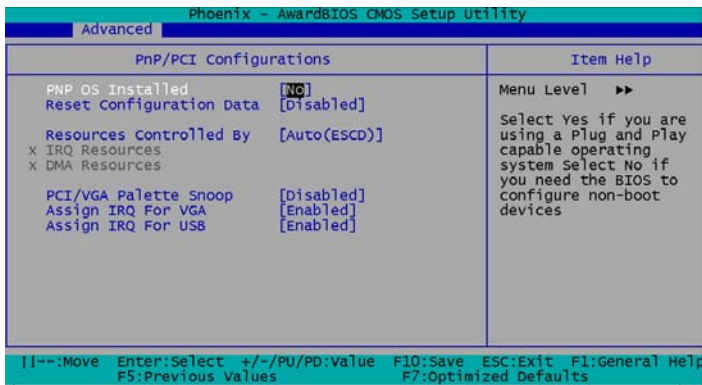 Phoenix - AwardBIOS CMOS Setup Utility
Advanced
PnP/PCI Configurations
Item Help
PNP OS Installed [No]
Reset Configuration Data [Disabled]
Resources Controlled By [Auto(ESCD)]
x IRQ Resources
x DMA Resources
PCI/VGA Palette Snoop [Disabled]
Assign IRQ For VGA [Enabled]
Assign IRQ For USB [Enabled]
Menu Level ►►
Select Yes if you are
using a Plug and Play
capable operating
system Select No if
you need the BIOS to
configure non-boot
devices
:Move Enter:Select +/-/PU/PD:Value F10:Save ESC:Exit F1:General Help
F5:Previous Values F7:Optimized Defaults